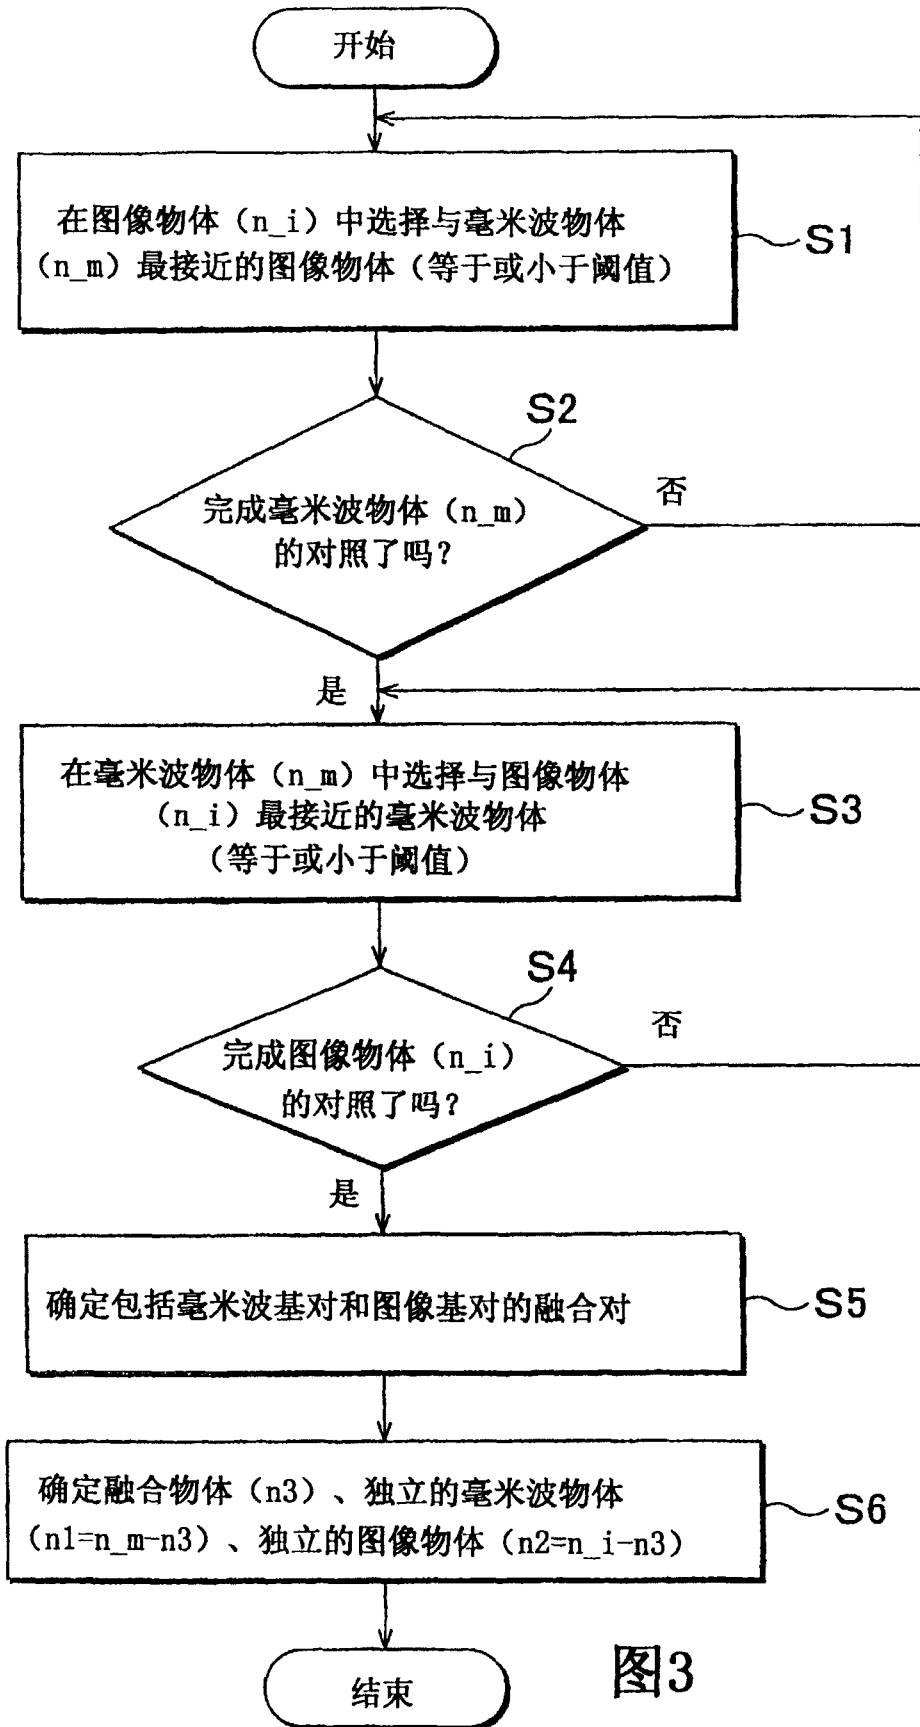 开始
在图像物体（n_i）中选择与毫米波物体
（n_m）最接近的图像物体（等于或小于阈值）
S1
S2
完成毫米波物体（n_m）
的对照了吗？
否
是
在毫米波物体（n_m）中选择与图像物体
（n_i）最接近的毫米波物体
（等于或小于阈值）
S3
S4
完成图像物体（n_i）
的对照了吗？
否
是
确定包括毫米波基对和图像基对的融合对
S5
确定融合物体（n3）、独立的毫米波物体
（n1=n_m-n3）、独立的图像物体（n2=n_i-n3）
S6
结束
图3